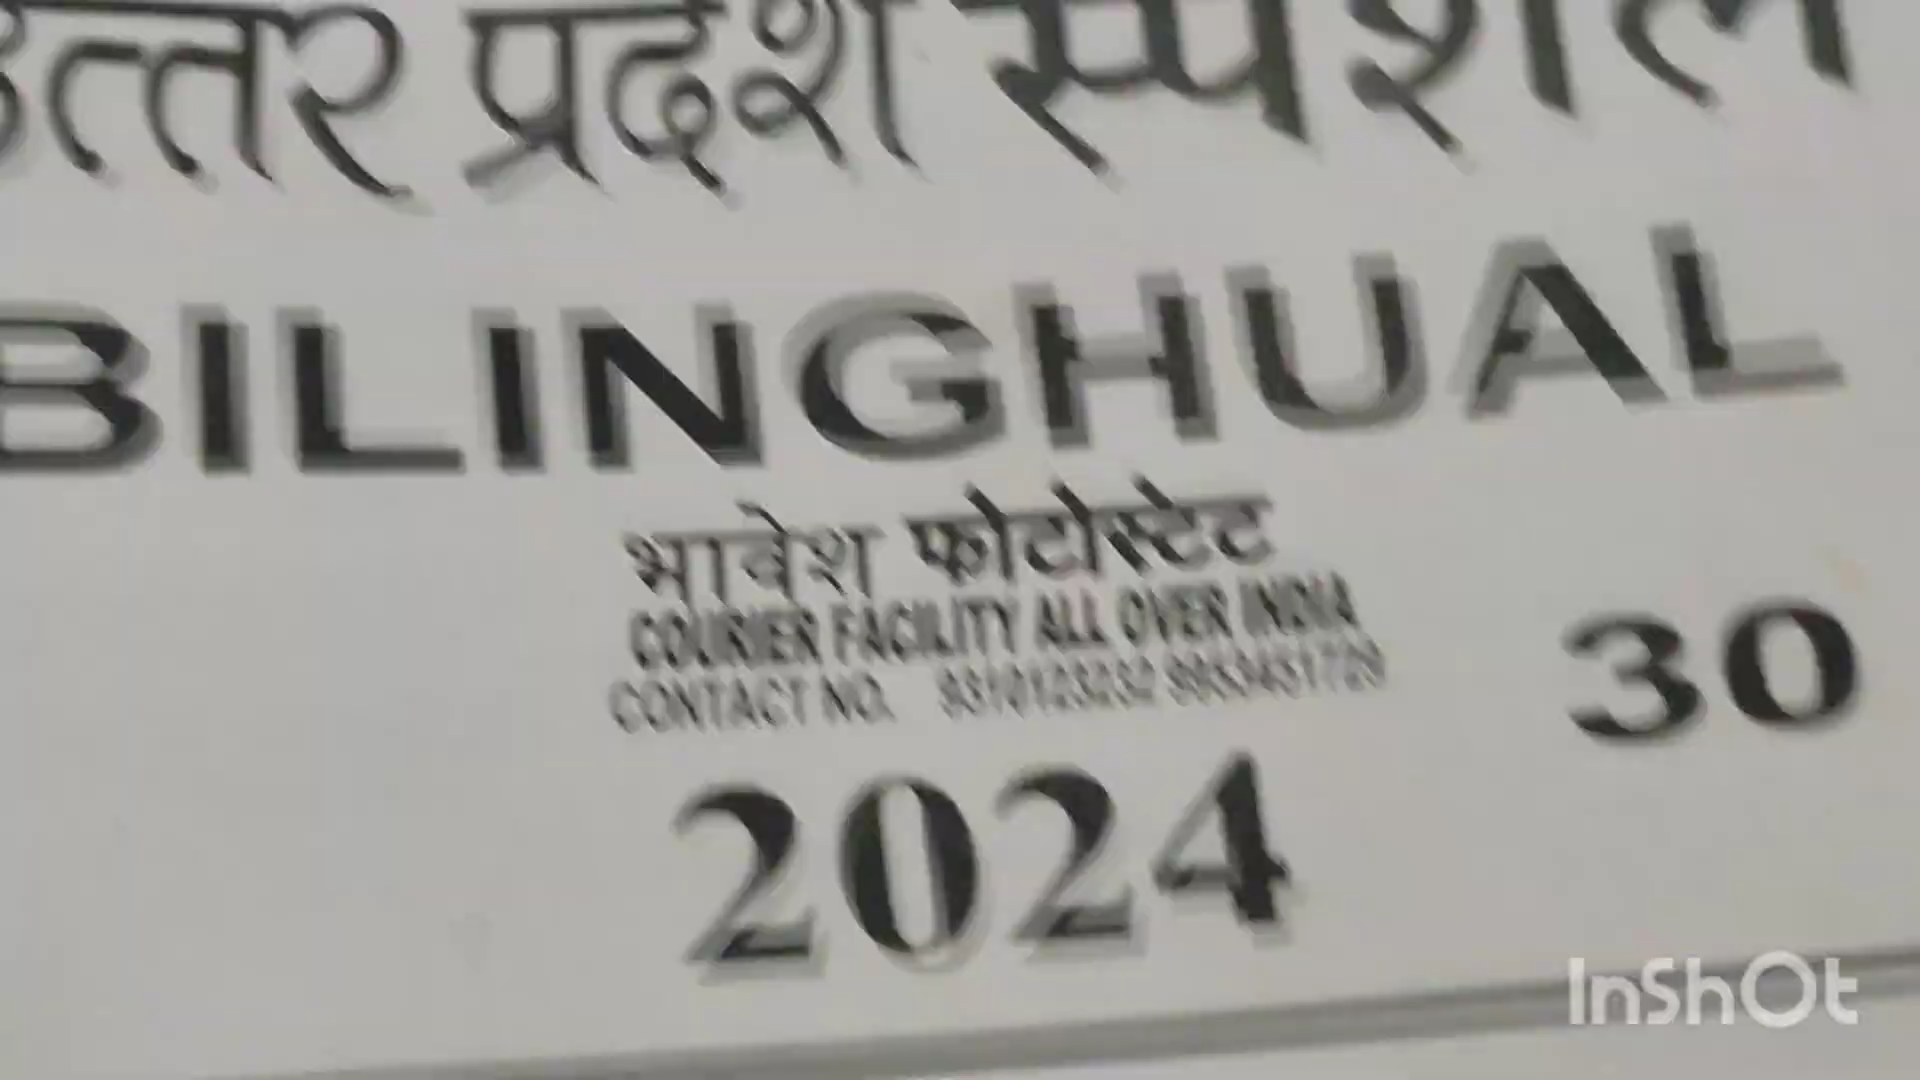 उत्तर प्रदेश स्पेशल
BILINGHUAL
भावेश फोटोस्टेट
COURIER FACILITY ALL OVER INDIA
CONTACT NO.
30
2024
InShOt